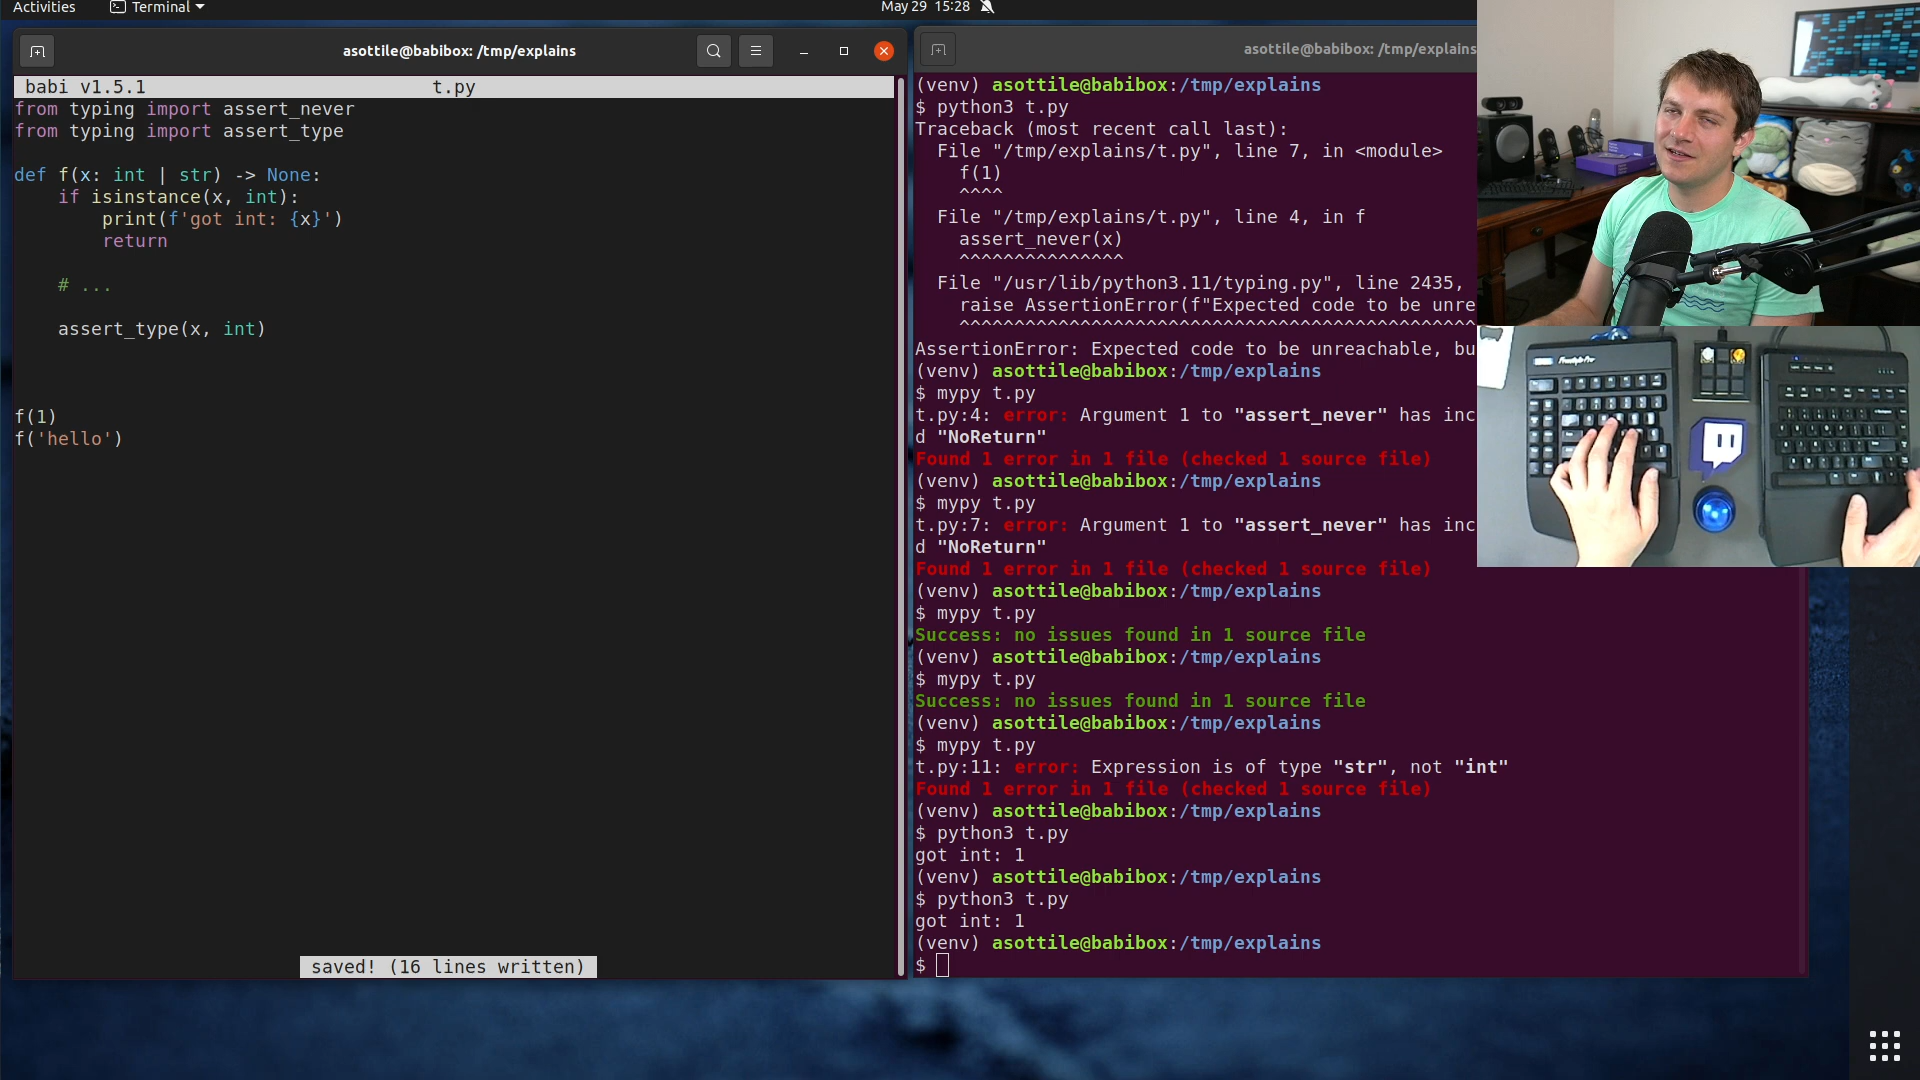 Activities
Terminal
May 29 15:28
asottile@babibox: /tmp/explains
babi v1.5.1 t.py
from typing import assert_never
from typing import assert_type
def f(x: int | str) -> None:
if isinstance(x, int):
print(f'got int: {x}')
return
# ...
assert_type(x, int)
f(1)
f('hello')
saved! (16 lines written)
asottile@babibox: /tmp/explains
(venv) asottile@babibox:/tmp/explains
$ python3 t.py
Traceback (most recent call last):
File "/tmp/explains/t.py", line 7, in <module>
f(1)
^^^^
File "/tmp/explains/t.py", line 4, in f
assert_never(x)
^^^^^^^^^^^^^^^
File "/usr/lib/python3.11/typing.py", line 2435,
raise AssertionError(f"Expected code to be unre
^^^^^^^^^^^^^^^^^^^^^^^^^^^^^^^^^^^^^^^^^^^^^^^
AssertionError: Expected code to be unreachable, bu
(venv) asottile@babibox:/tmp/explains
$ mypy t.py
t.py:4: error: Argument 1 to "assert_never" has inc
d "NoReturn"
Found 1 error in 1 file (checked 1 source file)
(venv) asottile@babibox:/tmp/explains
$ mypy t.py
t.py:7: error: Argument 1 to "assert_never" has inc
d "NoReturn"
Found 1 error in 1 file (checked 1 source file)
(venv) asottile@babibox:/tmp/explains
$ mypy t.py
Success: no issues found in 1 source file
(venv) asottile@babibox:/tmp/explains
$ mypy t.py
Success: no issues found in 1 source file
(venv) asottile@babibox:/tmp/explains
$ mypy t.py
t.py:11: error: Expression is of type "str", not "int"
Found 1 error in 1 file (checked 1 source file)
(venv) asottile@babibox:/tmp/explains
$ python3 t.py
got int: 1
(venv) asottile@babibox:/tmp/explains
$ python3 t.py
got int: 1
(venv) asottile@babibox:/tmp/explains
$